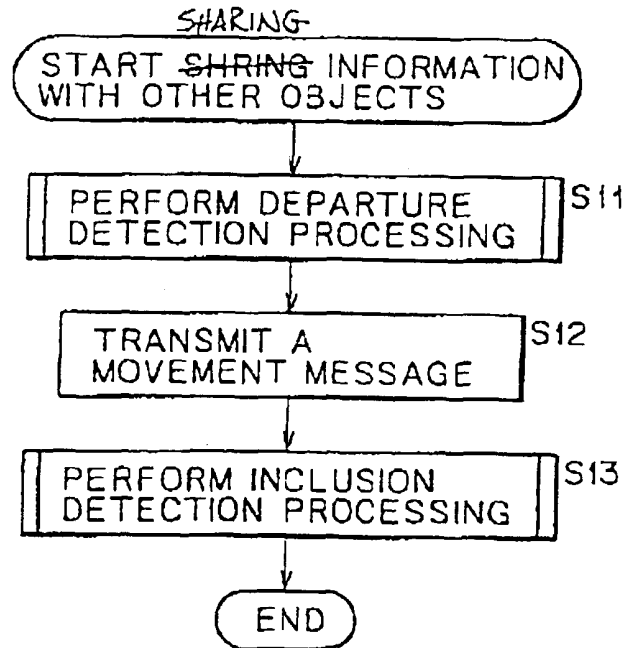 SHARING
START SHRING INFORMATION
WITH OTHER OBJECTS
PERFORM DEPARTURE
DETECTION PROCESSING
S11
TRANSMIT A
MOVEMENT MESSAGE
S12
PERFORM INCLUSION
DETECTION PROCESSING
S13
END